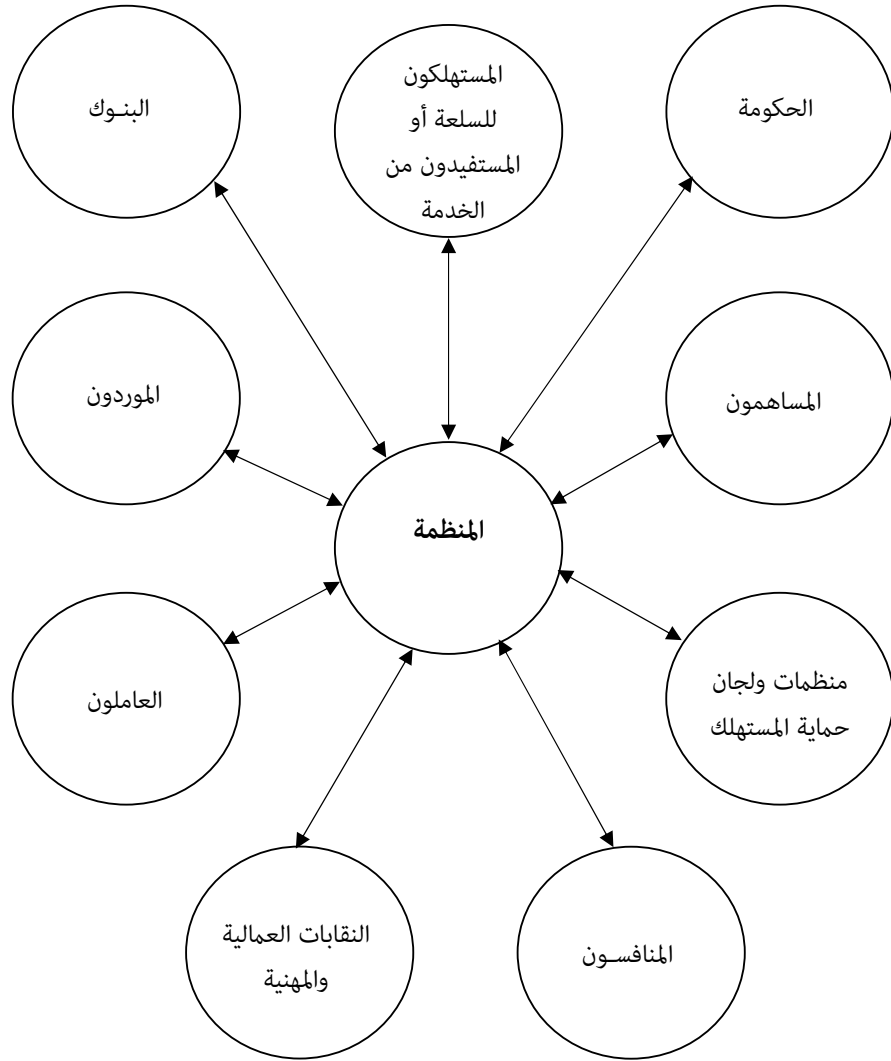 الحكومة
المستهلكون
للسلعة أو
المستفيدون من
الخدمة
البنـوك
المساهمون
الموردون
المنظمة
منظمات ولجان
حماية المستهلك
العاملون
المنافسـون
النقابات العمالية
والمهنية